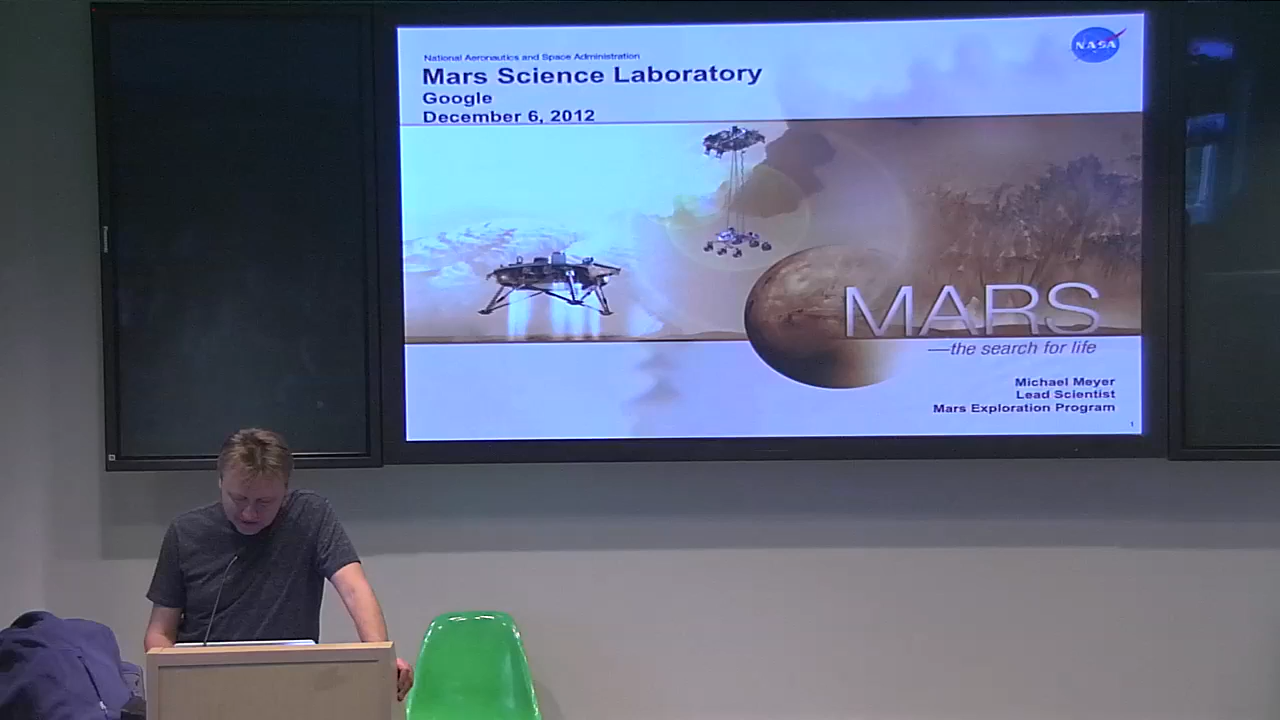 National Aeronautics and Space Administration
Mars Science Laboratory
Google
December 6, 2012
NASA
MARS
—the search for life
Michael Meyer
Lead Scientist
Mars Exploration Program
1